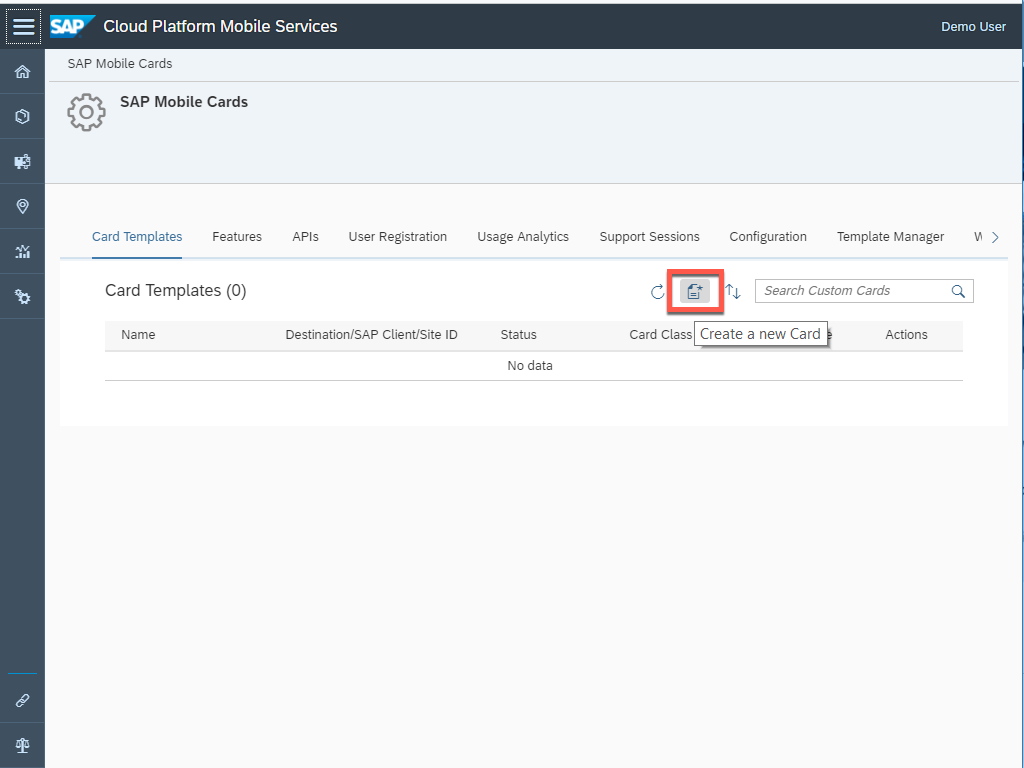 SAP Cloud Platform Mobile Services Demo User
SAP Mobile Cards
SAP Mobile Cards
Card Templates Features APIs User Registration Usage Analytics Support Sessions Configuration Template Manager
Card Templates (0) Search Custom Cards
Name Destination/SAP Client/Site ID Status Card Class Actions
Create a new Card
No data